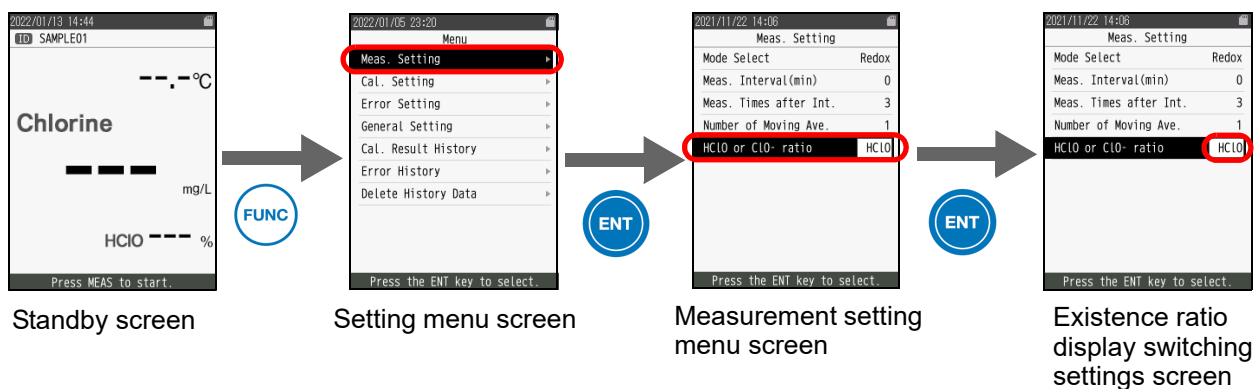 2022/01/13 14:44
ID SAMPLE01
--.-℃
Chlorine
---
mg/L
HClO --- %
Press MEAS to start.
Standby screen
FUNC
2022/01/05 23:20
Menu
Meas. Setting
Cal. Setting
Error Setting
General Setting
Cal. Result History
Error History
Delete History Data
Press the ENT key to select.
Setting menu screen
ENT
2021/11/22 14:06
Meas. Setting
Mode Select Redox
Meas. Interval(min) 0
Meas. Times after Int. 3
Number of Moving Ave. 1
HClO or ClO- ratio HClO
Press the ENT key to select.
Measurement setting
menu screen
ENT
2021/11/22 14:06
Meas. Setting
Mode Select Redox
Meas. Interval(min) 0
Meas. Times after Int. 3
Number of Moving Ave. 1
HClO or ClO- ratio HClO
Press the ENT key to select.
Existence ratio
display switching
settings screen